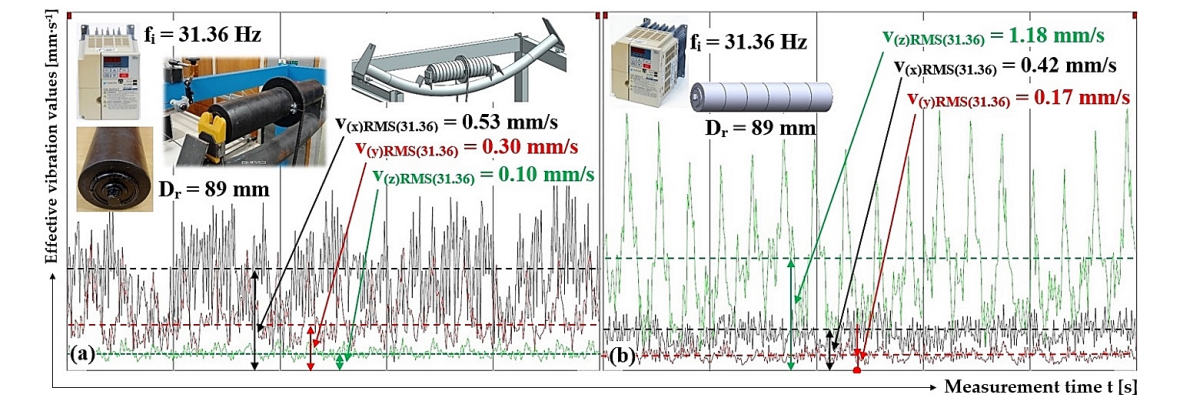 Effective vibration values [mm·s⁻¹]
fᵢ = 31.36 Hz
v(x)RMS(31.36) = 0.53 mm/s
v(y)RMS(31.36) = 0.30 mm/s
v(z)RMS(31.36) = 0.10 mm/s
Dᵣ = 89 mm
(a)
fᵢ = 31.36 Hz
v(z)RMS(31.36) = 1.18 mm/s
v(x)RMS(31.36) = 0.42 mm/s
v(y)RMS(31.36) = 0.17 mm/s
Dᵣ = 89 mm
(b)
Measurement time t [s]